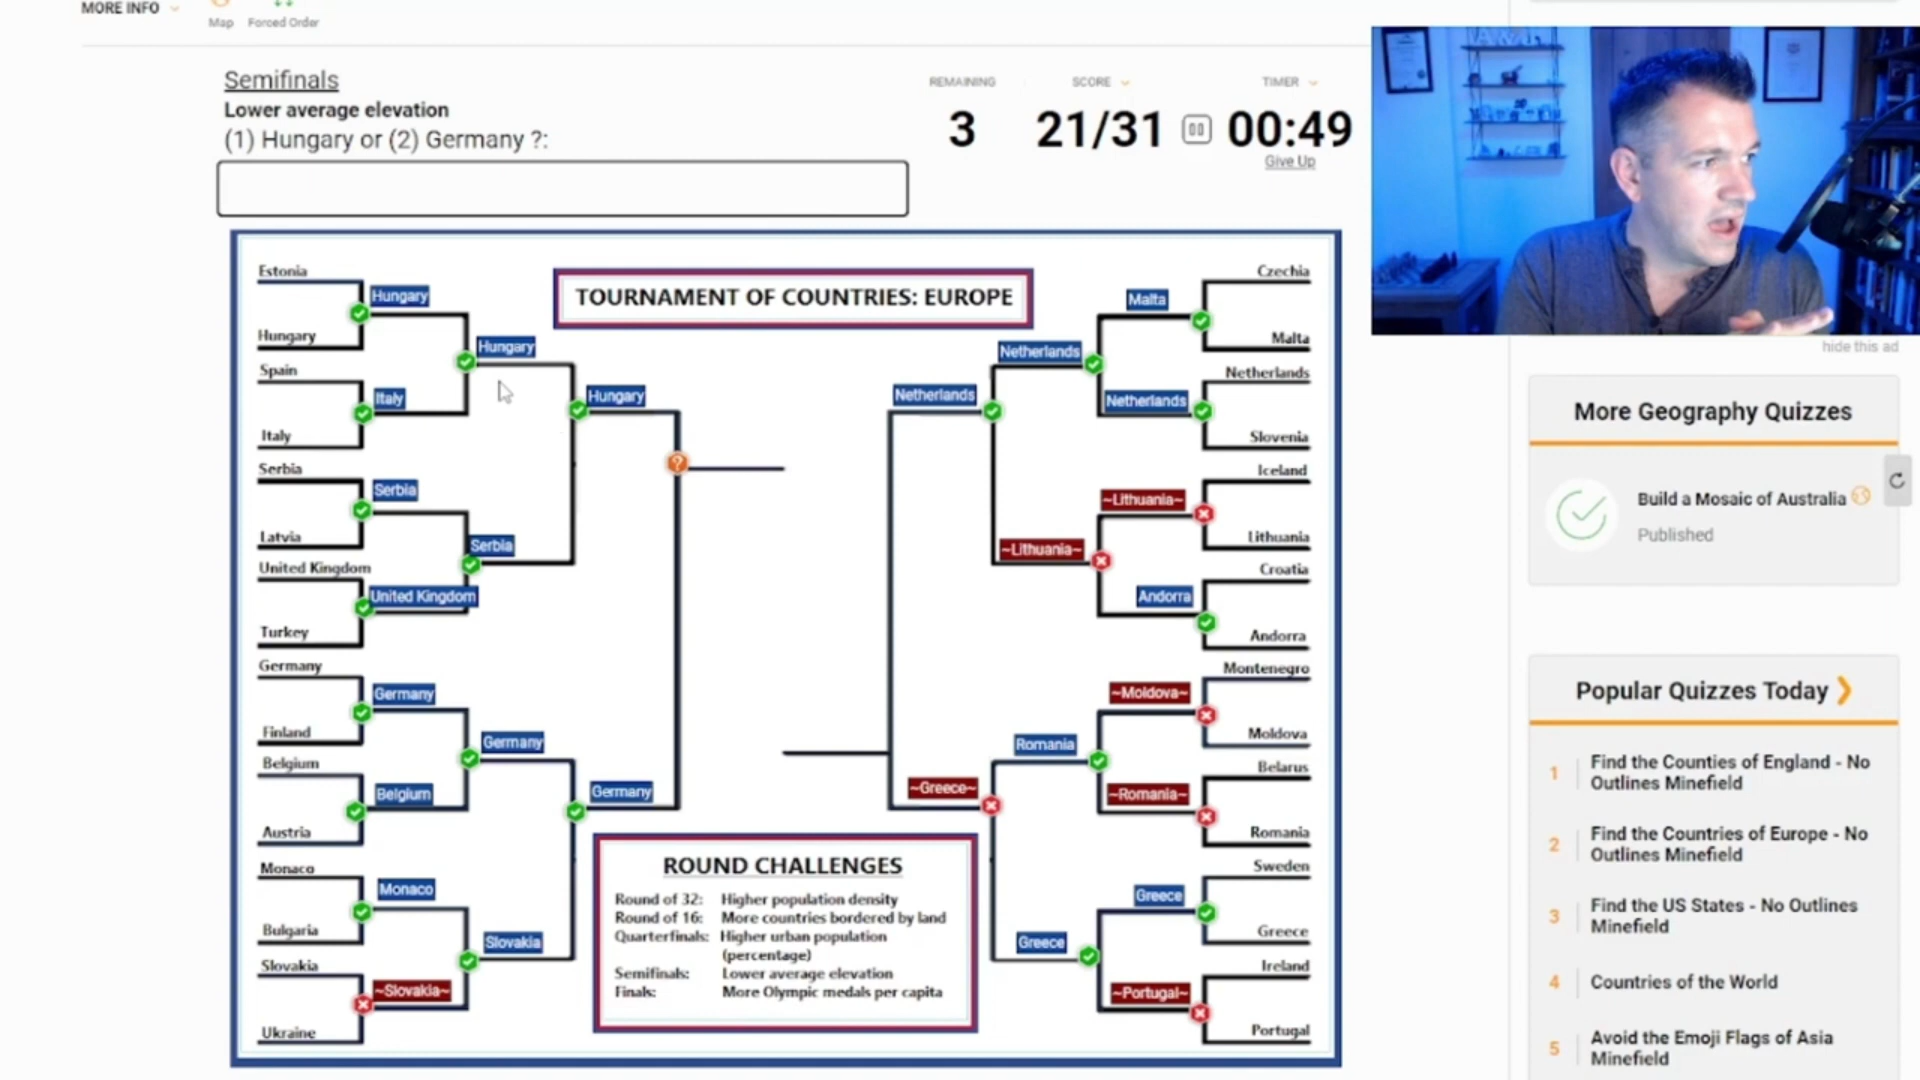 MORE INFO
Map
Forced Order
Semifinals
Lower average elevation
(1) Hungary or (2) Germany ?:
REMAINING
3
SCORE
21/31
TIMER
00:49
Give Up
TOURNAMENT OF COUNTRIES: EUROPE
Estonia
Hungary
Hungary
Hungary
Hungary
Spain
Italy
Italy
Serbia
Serbia
Latvia
Serbia
United Kingdom
United Kingdom
Turkey
Germany
Germany
Finland
Germany
Germany
Belgium
Belgium
Austria
Monaco
Monaco
Bulgaria
Slovakia
Slovakia
~Slovakia~
Ukraine
Czechia
Malta
Malta
Netherlands
Netherlands
Netherlands
Netherlands
Slovenia
Iceland
~Lithuania~
Lithuania
~Lithuania~
Croatia
Andorra
Andorra
Montenegro
~Moldova~
Moldova
Romania
Belarus
~Greece~
~Romania~
Romania
Sweden
Greece
Greece
Greece
Ireland
~Portugal~
Portugal
ROUND CHALLENGES
Round of 32: Higher population density
Round of 16: More countries bordered by land
Quarterfinals: Higher urban population
(percentage)
Semifinals: Lower average elevation
Finals: More Olympic medals per capita
hide this ad
More Geography Quizzes
Build a Mosaic of Australia
Published
Popular Quizzes Today
1 Find the Counties of England - No
Outlines Minefield
2 Find the Countries of Europe - No
Outlines Minefield
3 Find the US States - No Outlines
Minefield
4 Countries of the World
5 Avoid the Emoji Flags of Asia
Minefield